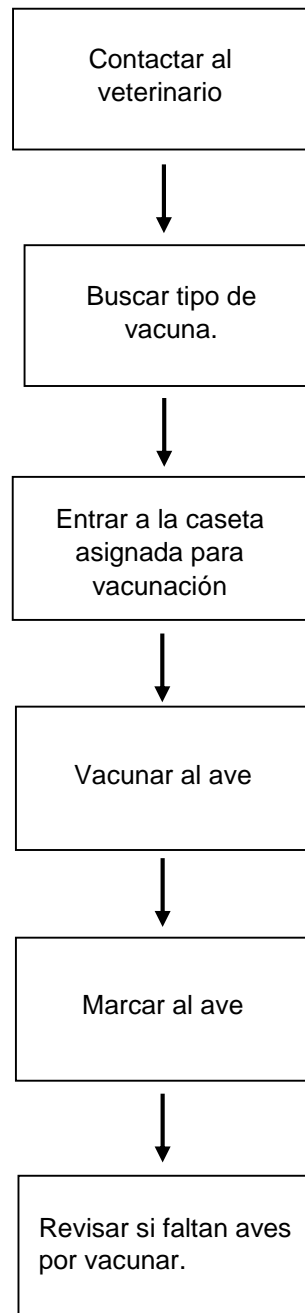 Contactar al
veterinario
Buscar tipo de
vacuna.
Entrar a la caseta
asignada para
vacunación
Vacunar al ave
Marcar al ave
Revisar si faltan aves
por vacunar.